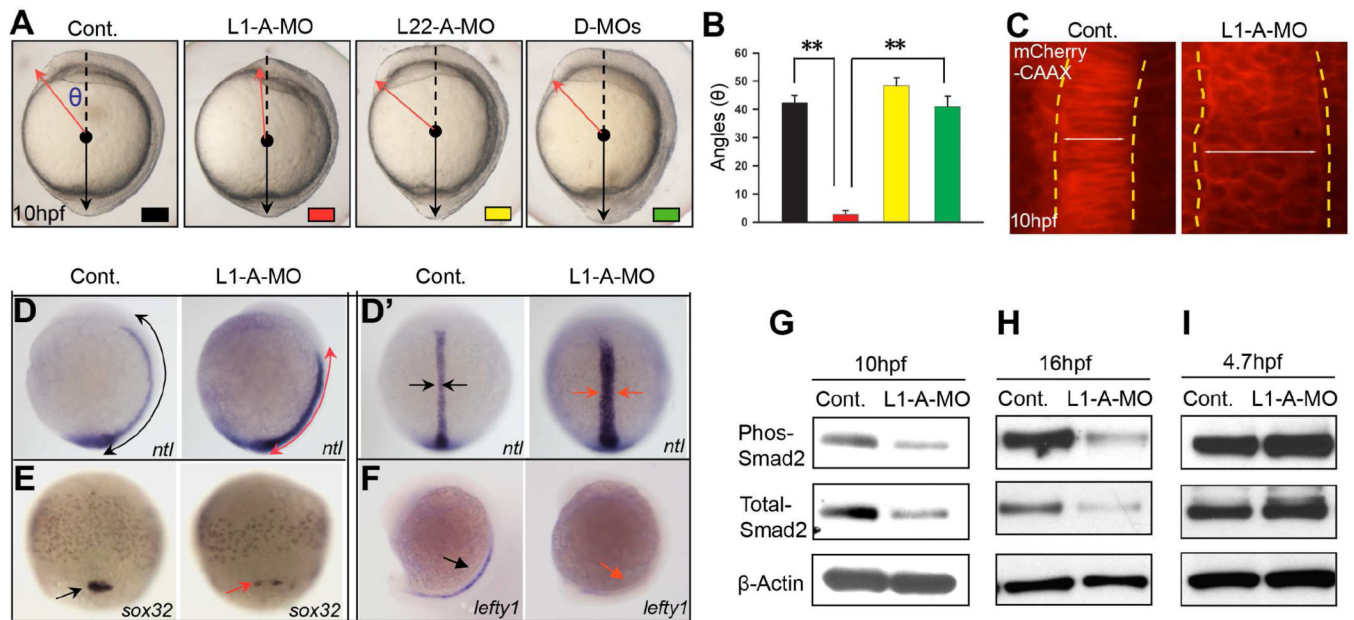 A
Cont.
L1-A-MO
L22-A-MO
D-MOs
θ
10hpf
B
Angles (θ)
60
50
40
30
20
10
0
**
**
C
Cont.
L1-A-MO
mCherry
-CAAX
10hpf
Cont.
L1-A-MO
Cont.
L1-A-MO
D
ntl
ntl
D’
ntl
ntl
E
sox32
sox32
F
lefty1
lefty1
G
H
I
10hpf
16hpf
4.7hpf
Cont.
L1-A-MO
Cont.
L1-A-MO
Cont.
L1-A-MO
Phos-
Smad2
Total-
Smad2
β-Actin